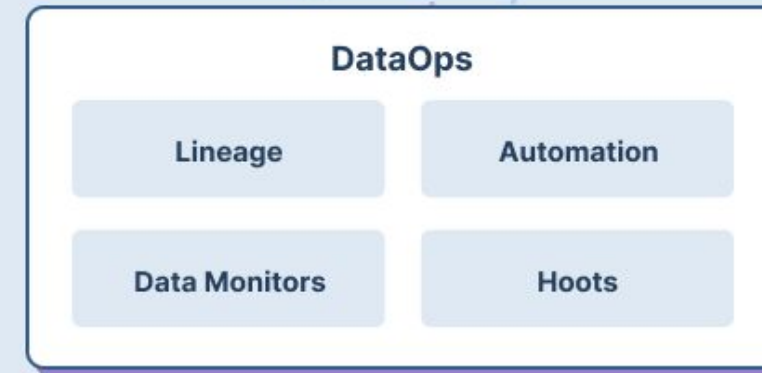 DataOps
Lineage
Automation
Data Monitors
Hoots